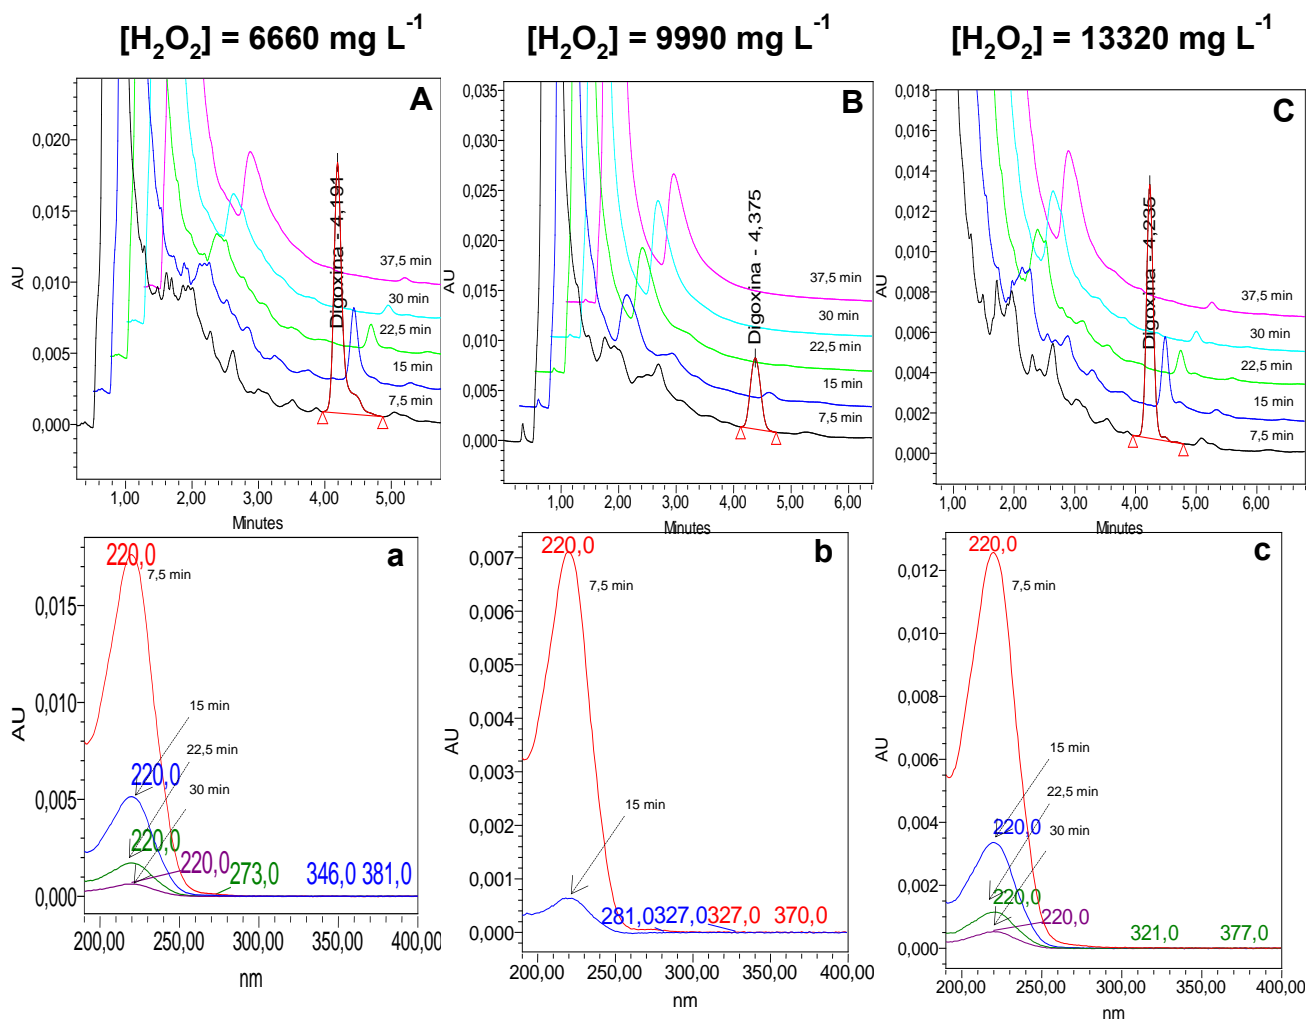 [H₂O₂] = 6660 mg L⁻¹
[H₂O₂] = 9990 mg L⁻¹
[H₂O₂] = 13320 mg L⁻¹
A
0,020
0,015
0,010
0,005
0,000
AU
Digoxina - 4,191
37,5 min
30 min
22,5 min
15 min
7,5 min
1,00 2,00 3,00 4,00 5,00
Minutes
B
0,035
0,030
0,025
0,020
0,015
0,010
0,005
0,000
AU
Digoxina - 4,375
37,5 min
30 min
22,5 min
15 min
7,5 min
1,00 2,00 3,00 4,00 5,00 6,00
Minutes
C
0,018
0,016
0,014
0,012
0,010
0,008
0,006
0,004
0,002
0,000
AU
Digoxina - 4,235
37,5 min
30 min
22,5 min
15 min
7,5 min
1,00 2,00 3,00 4,00 5,00 6,00
Minutes
a
220,0
7,5 min
0,015
0,010
0,005
0,000
AU
15 min
22,5 min
30 min
220,0
220,0
220,0
273,0
346,0 381,0
200,00 250,00 300,00 350,00 400,00
nm
b
220,0
7,5 min
0,007
0,006
0,005
0,004
0,003
0,002
0,001
0,000
AU
15 min
281,0 327,0 327,0 370,0
200,00 250,00 300,00 350,00 400,00
nm
c
220,0
7,5 min
0,012
0,010
0,008
0,006
0,004
0,002
0,000
AU
15 min
22,5 min
30 min
220,0
220,0
220,0
321,0 377,0
200,00 250,00 300,00 350,00 400,00
nm